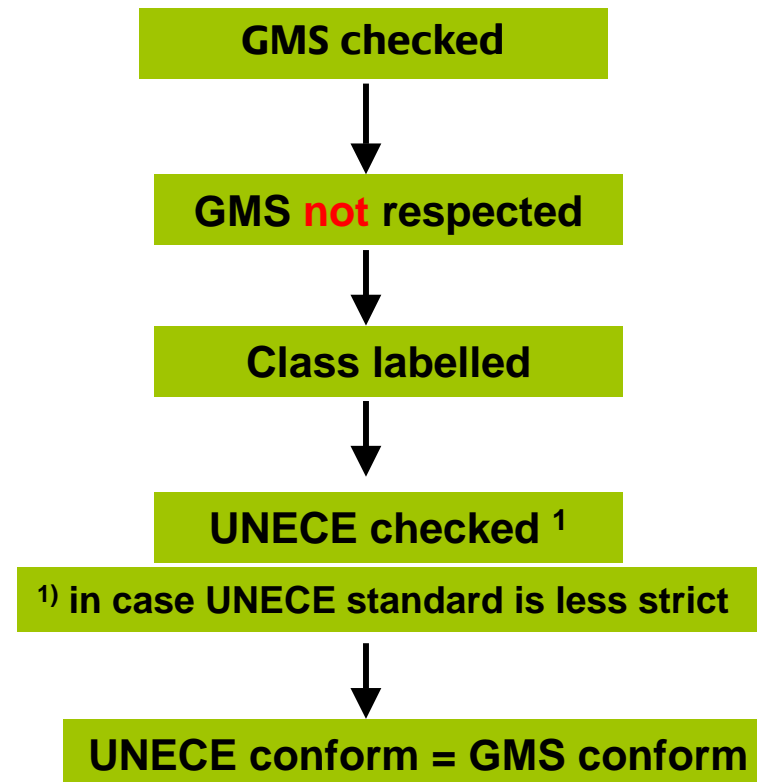 GMS checked
GMS not respected
Class labelled
UNECE checked ¹
¹⁾ in case UNECE standard is less strict
UNECE conform = GMS conform